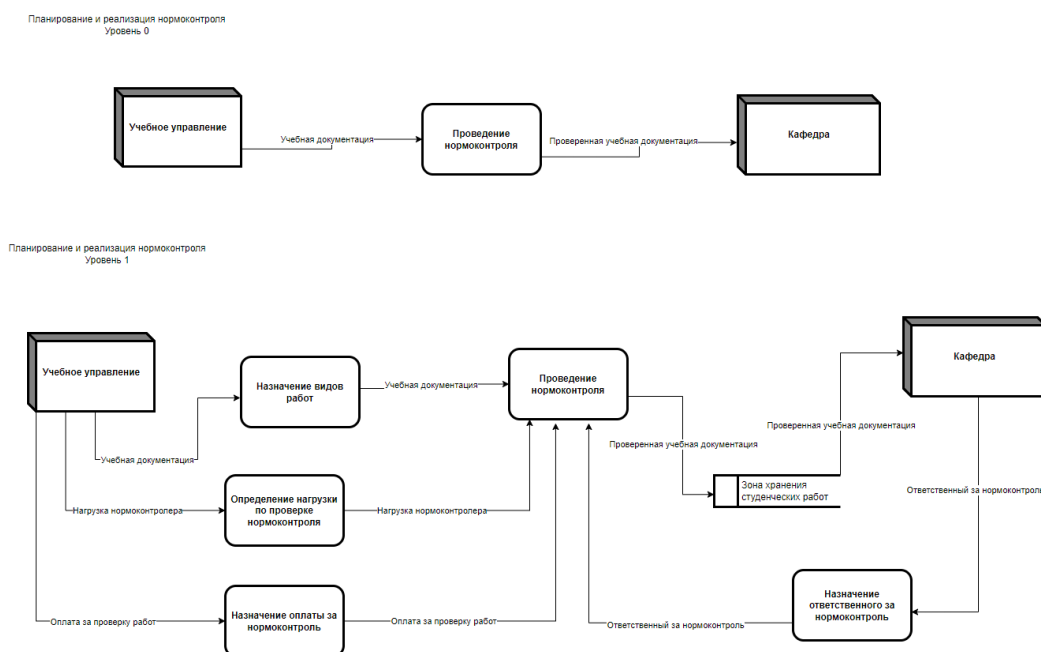 Планирование и реализация нормоконтроля
Уровень 0
Учебное управление
Учебная документация
Проведение
нормоконтроля
Проверенная учебная документация
Кафедра
Планирование и реализация нормоконтроля
Уровень 1
Учебное управление
Назначение видов
работ
Учебная документация
Проведение
нормоконтроля
Кафедра
Учебная документация
Проверенная учебная документация
Проверенная учебная документация
Зона хранения
студенческих работ
Ответственный за нормоконтроль
Нагрузка нормоконтролера
Определение нагрузки
по проверке
нормоконтроля
Нагрузка нормоконтролера
Оплата за проверку работ
Назначение оплаты за
нормоконтроль
Оплата за проверку работ
Ответственный за нормоконтроль
Назначение
ответственного за
нормоконтроль